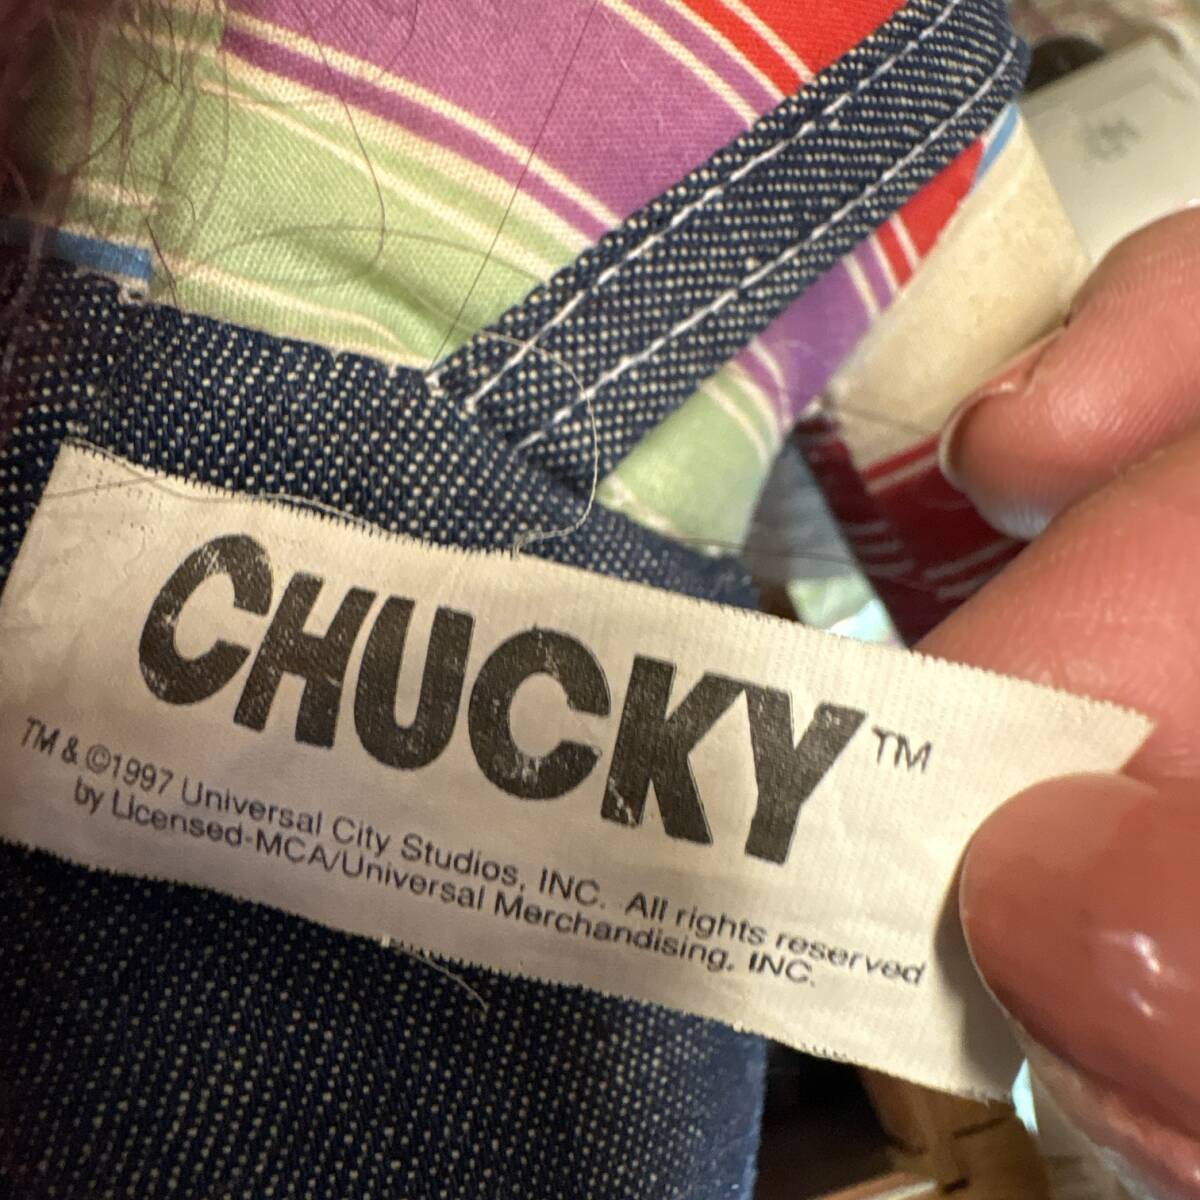 CHUCKY™
TM & ©1997 Universal City Studios, INC. All rights reserved
by Licensed-MCA/Universal Merchandising, INC.